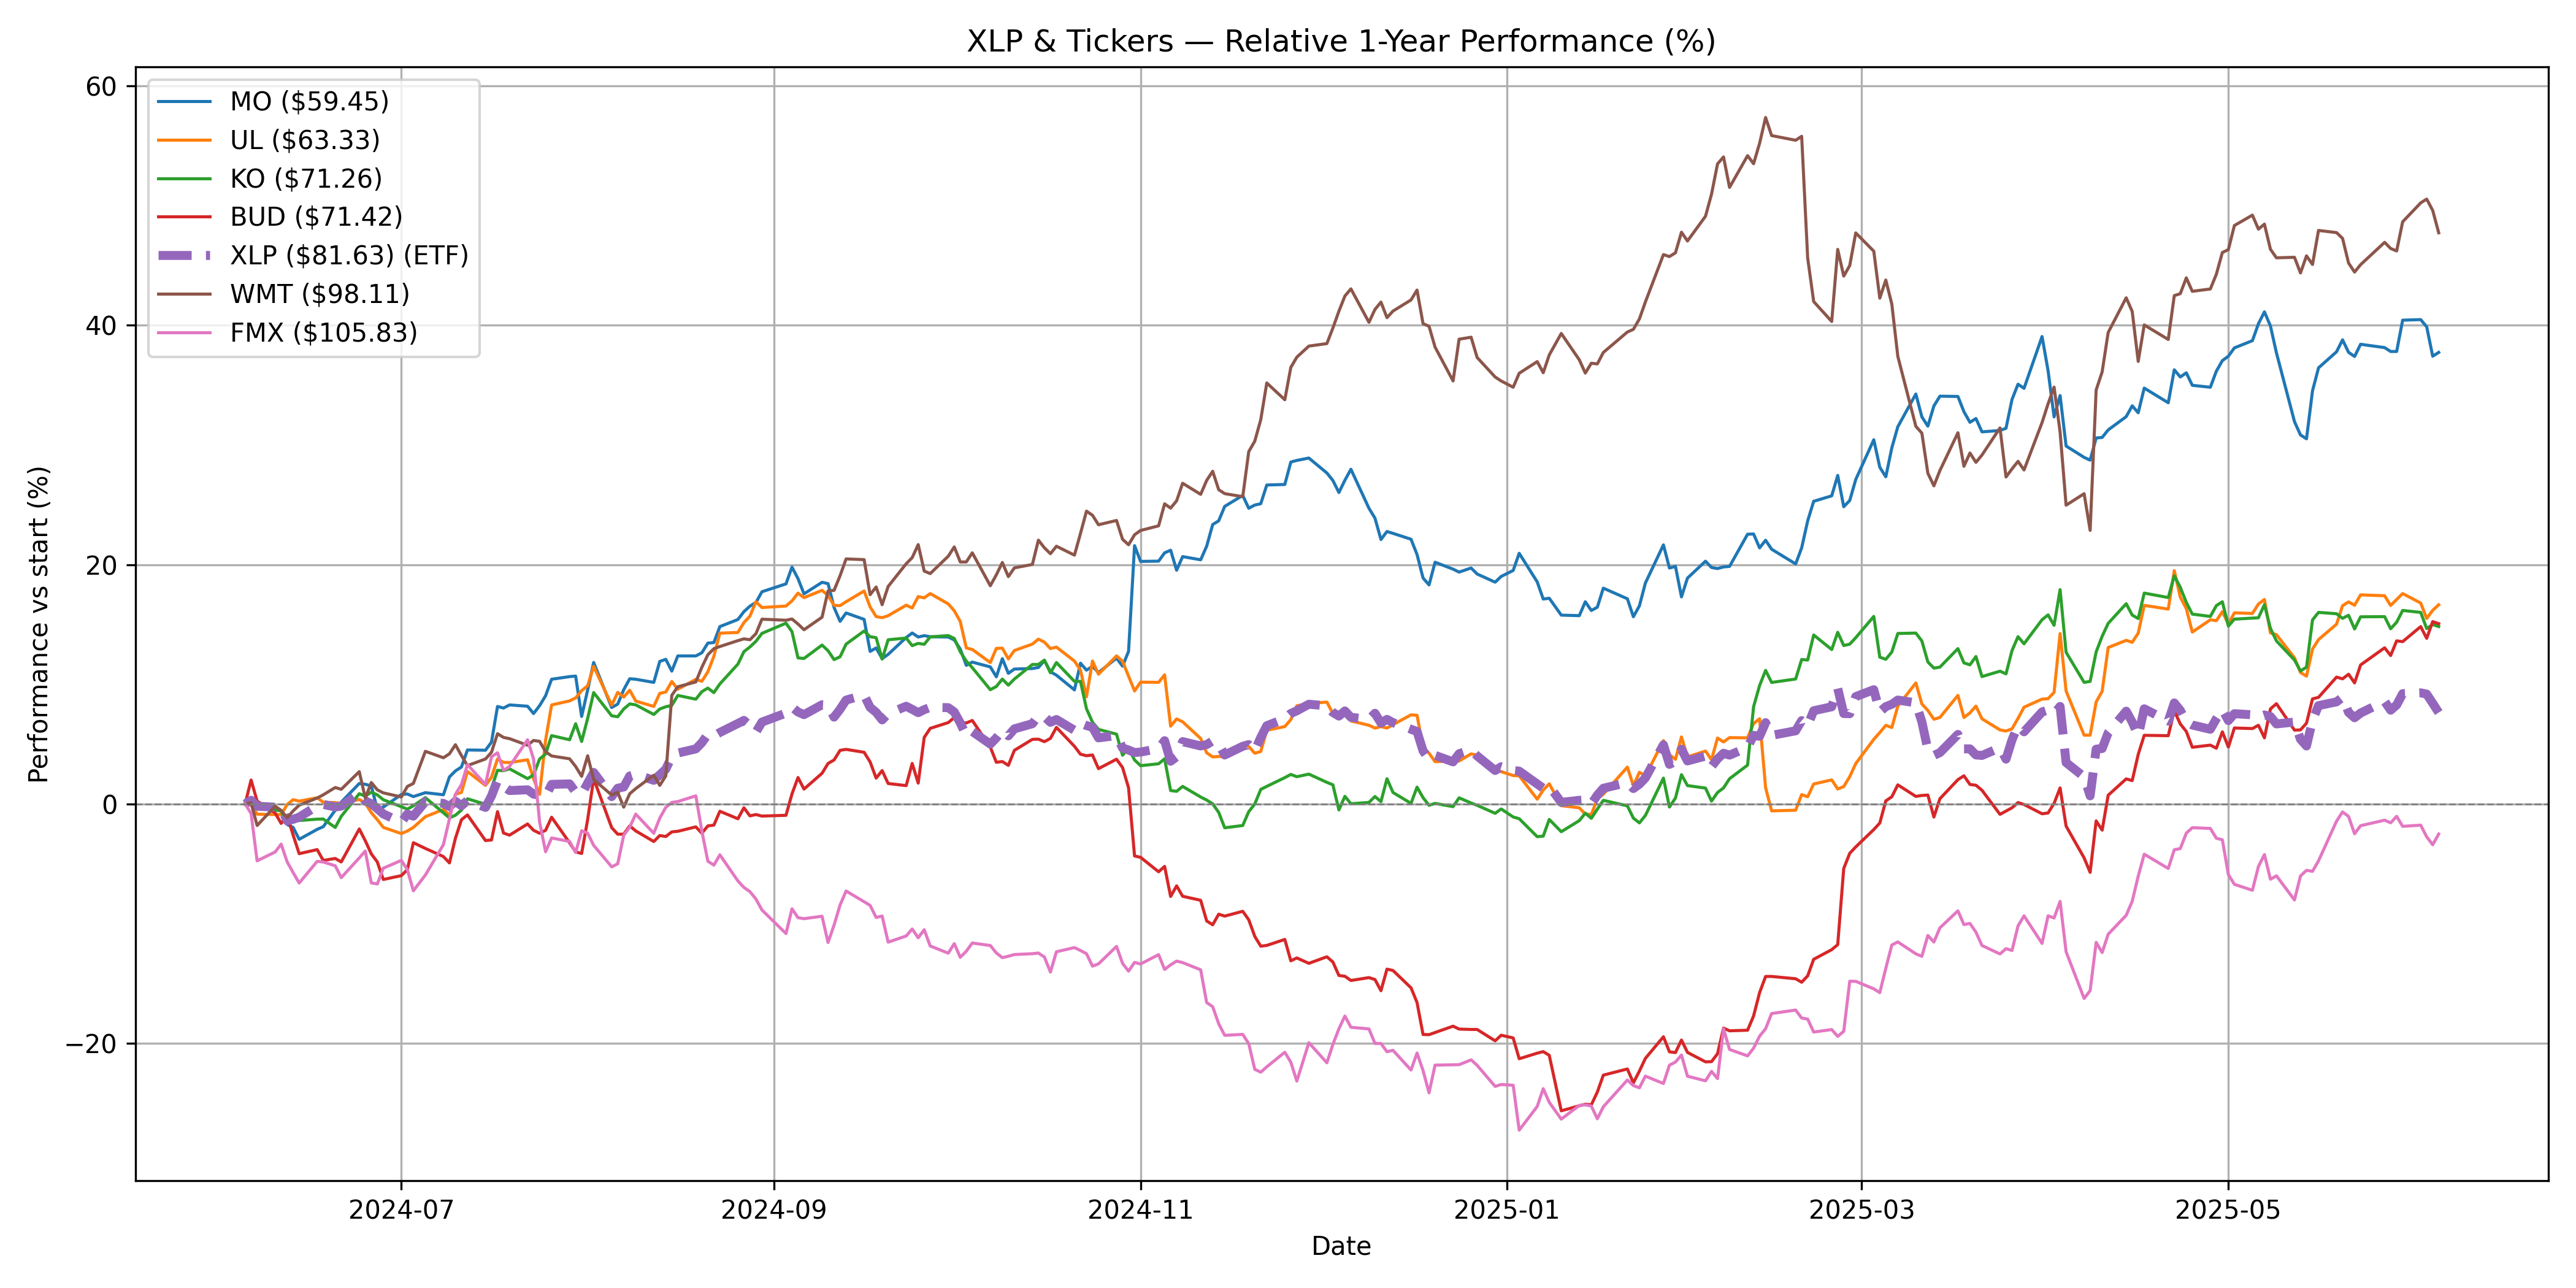 XLP & Tickers — Relative 1-Year Performance (%)
MO ($59.45)
UL ($63.33)
KO ($71.26)
BUD ($71.42)
XLP ($81.63) (ETF)
WMT ($98.11)
FMX ($105.83)
Performance vs start (%)
60
40
20
0
−20
2024-07
2024-09
2024-11
2025-01
2025-03
2025-05
Date